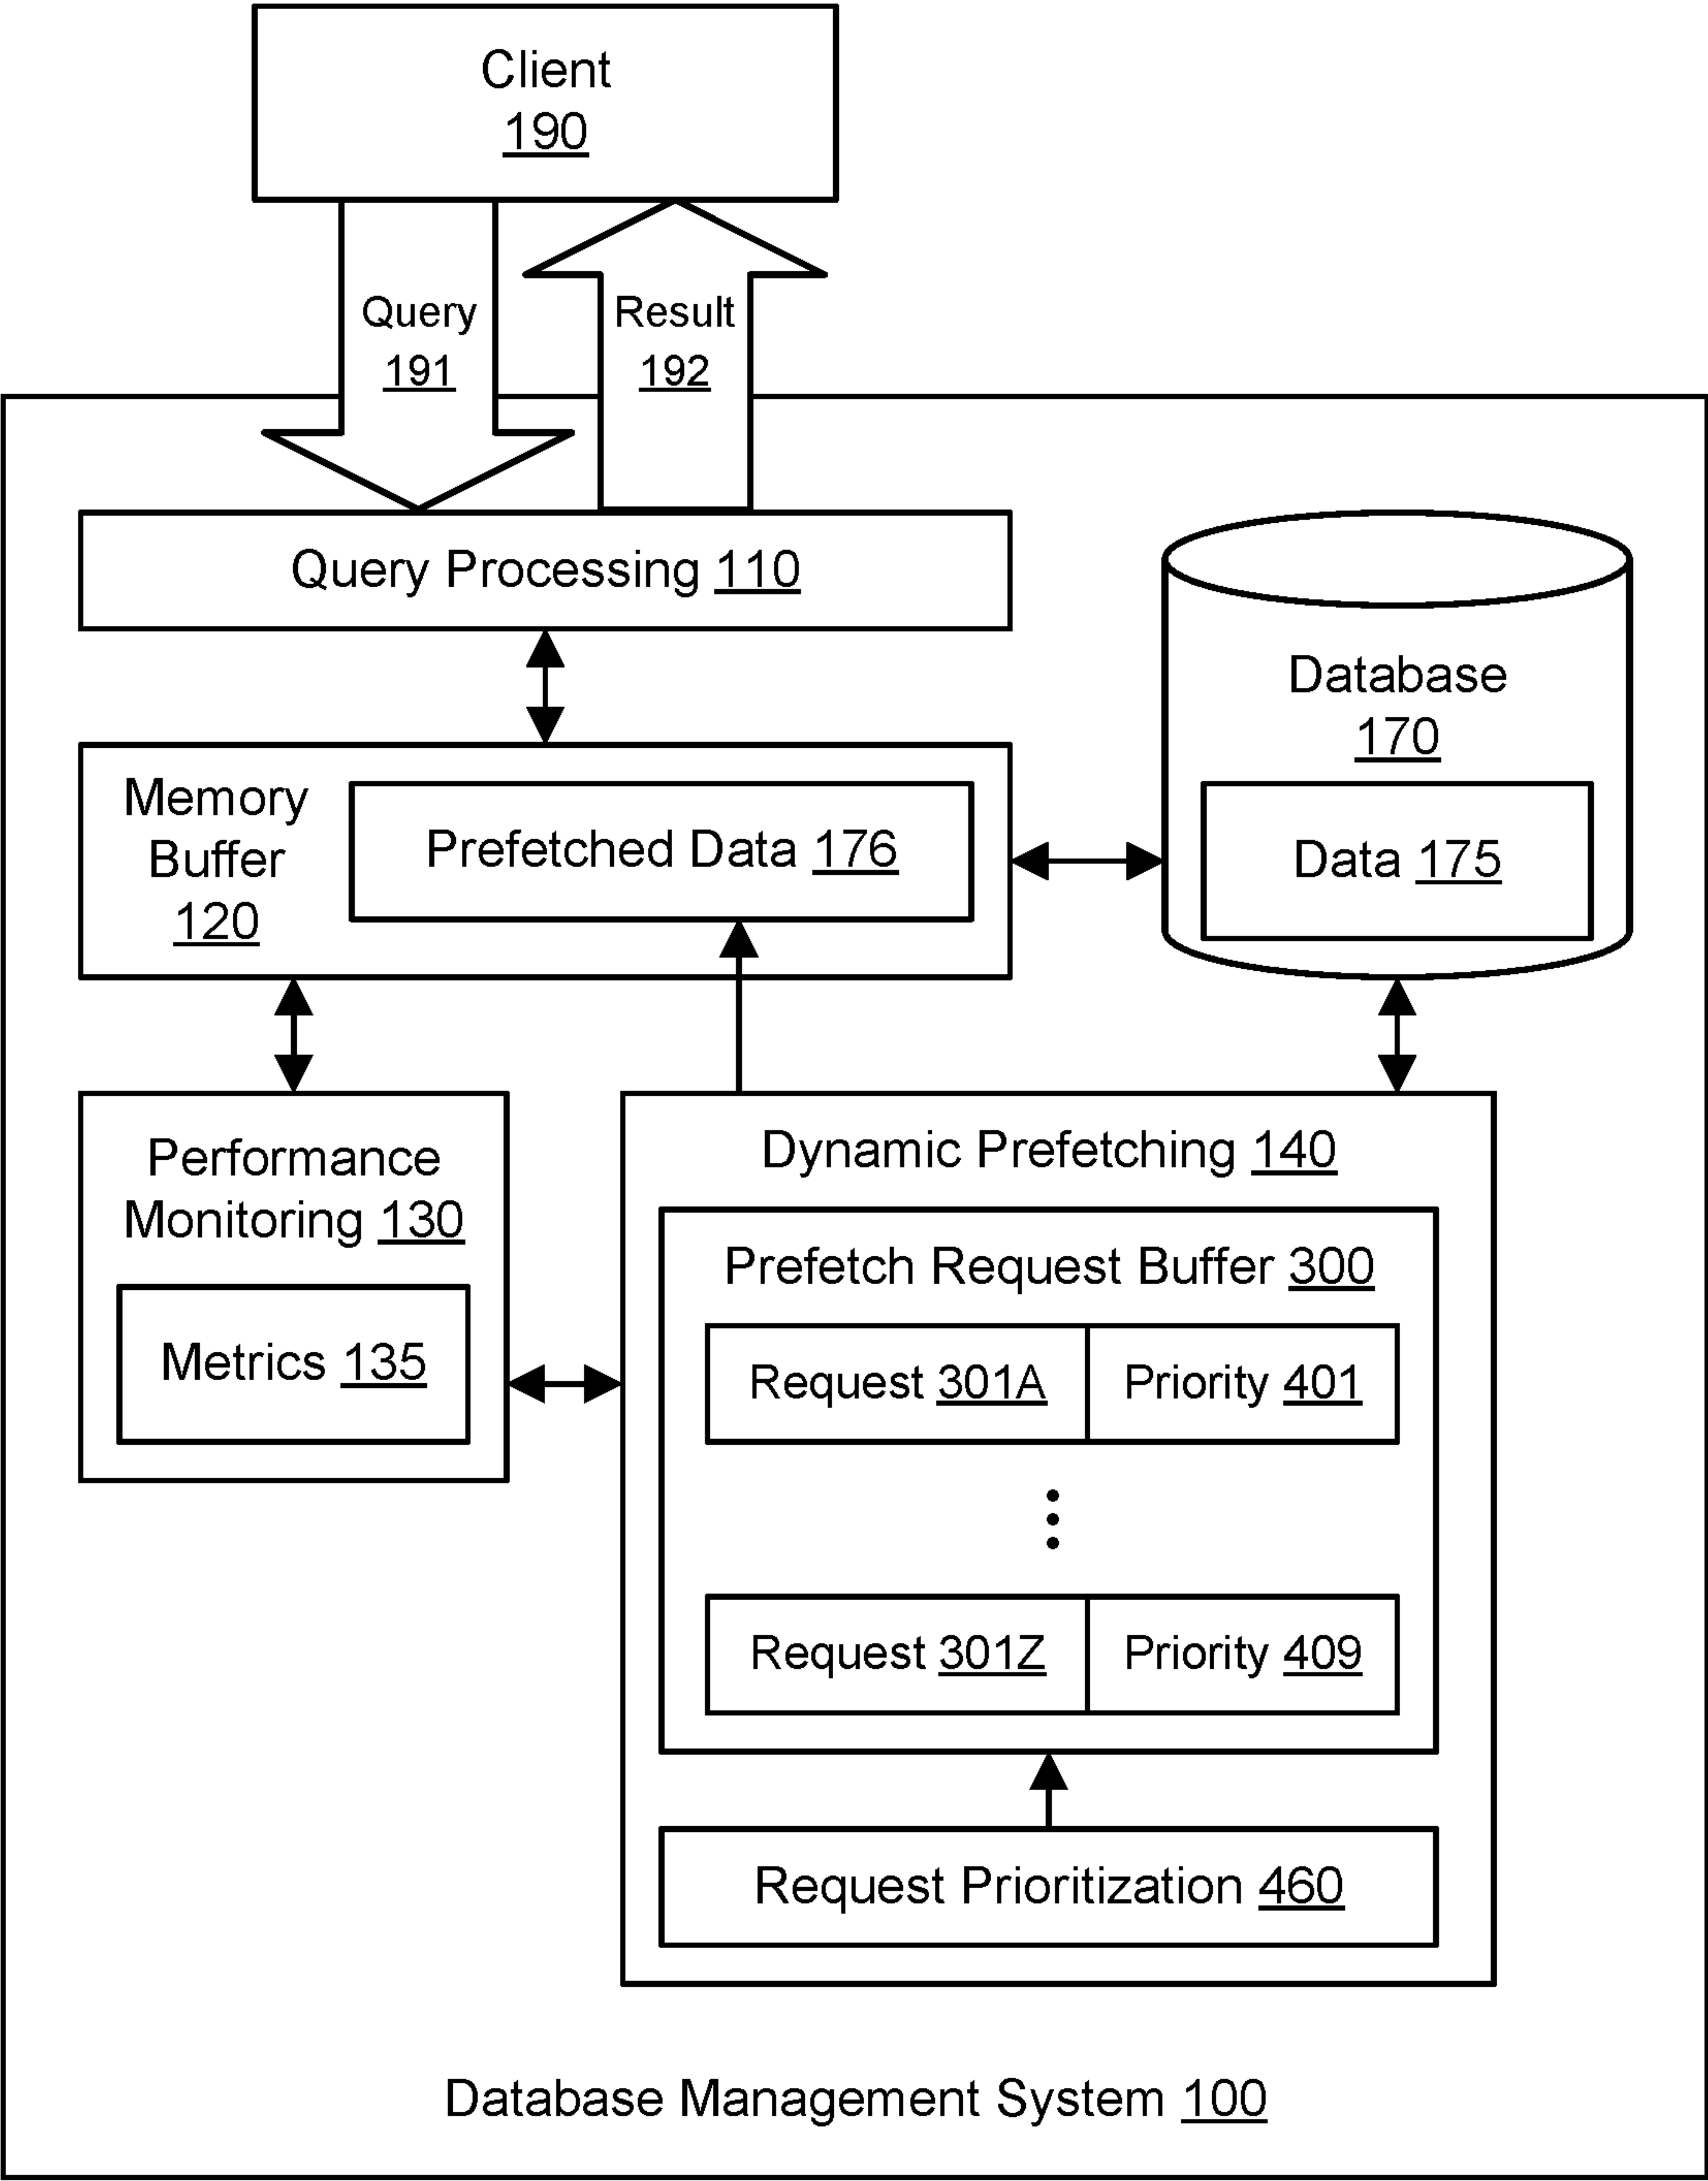 Client
190
Query
191
Result
192
Query Processing 110
Memory
Buffer
120
Prefetched Data 176
Database
170
Data 175
Performance
Monitoring 130
Metrics 135
Dynamic Prefetching 140
Prefetch Request Buffer 300
Request 301A
Priority 401
Request 301Z
Priority 409
Request Prioritization 460
Database Management System 100